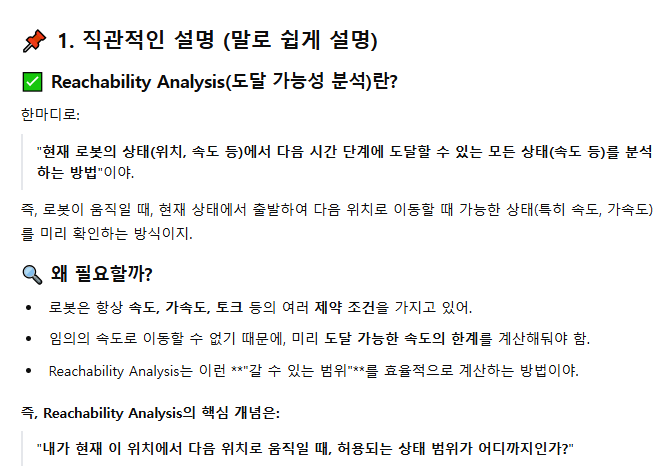 📌 1. 직관적인 설명 (말로 쉽게 설명)
✅ Reachability Analysis(도달 가능성 분석)란?
한마디로:
"현재 로봇의 상태(위치, 속도 등)에서 다음 시간 단계에 도달할 수 있는 모든 상태(속도 등)를 분석
하는 방법"이야.
즉, 로봇이 움직일 때, 현재 상태에서 출발하여 다음 위치로 이동할 때 가능한 상태(특히 속도, 가속도)
를 미리 확인하는 방식이지.
🔍 왜 필요할까?
• 로봇은 항상 속도, 가속도, 토크 등의 여러 제약 조건을 가지고 있어.
• 임의의 속도로 이동할 수 없기 때문에, 미리 도달 가능한 속도의 한계를 계산해둬야 함.
• Reachability Analysis는 이런 **"갈 수 있는 범위"**를 효율적으로 계산하는 방법이야.
즉, Reachability Analysis의 핵심 개념은:
"내가 현재 이 위치에서 다음 위치로 움직일 때, 허용되는 상태 범위가 어디까지인가?"